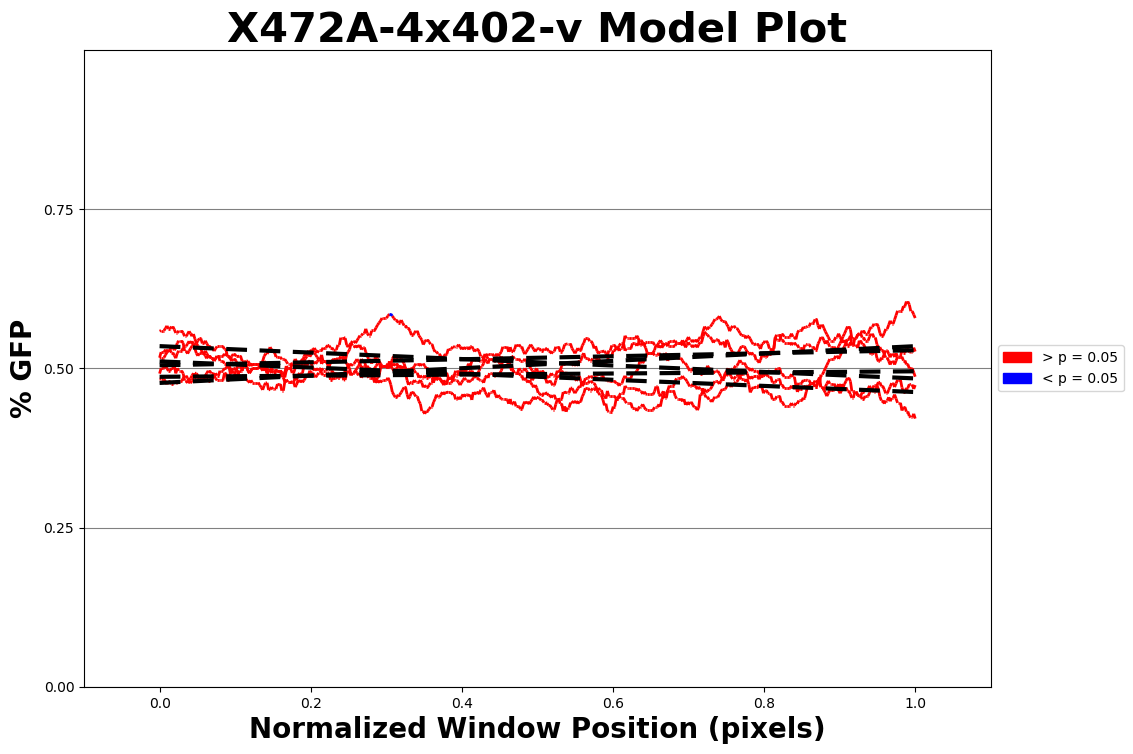 X472A-4x402-v Model Plot
% GFP
0.75
0.50
0.25
0.00
0.0 0.2 0.4 0.6 0.8 1.0
Normalized Window Position (pixels)
> p = 0.05
< p = 0.05